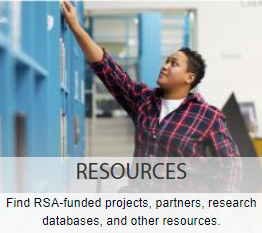 RESOURCES
Find RSA-funded projects, partners, research
databases, and other resources.